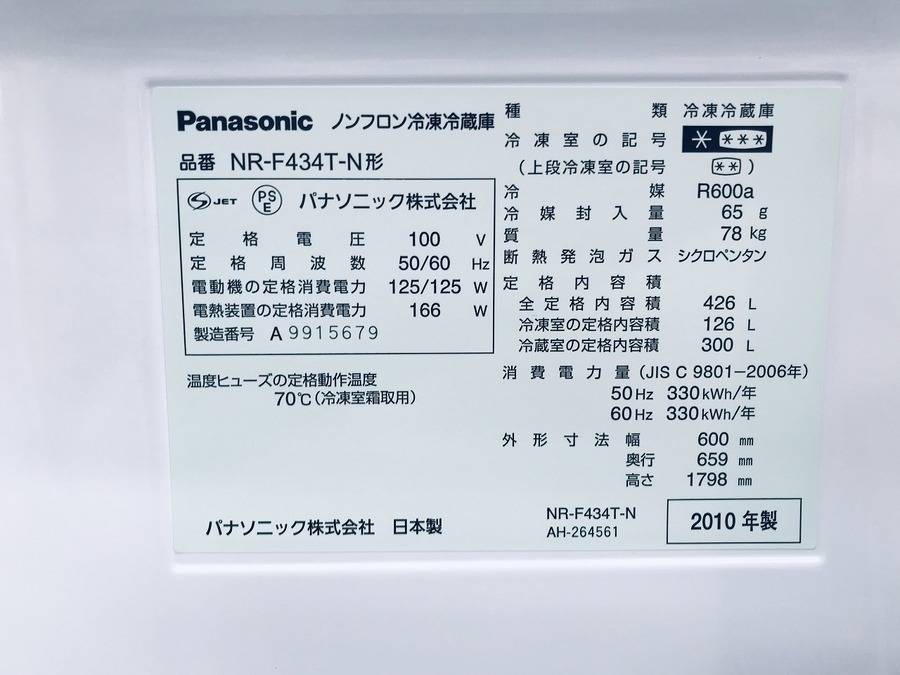 Panasonic ノンフロン冷凍冷蔵庫
品番 NR-F434T-N形
S JET PSE パナソニック株式会社
定格電圧 100 V
定格周波数 50/60 Hz
電動機の定格消費電力 125/125 W
電熱装置の定格消費電力 166 W
製造番号 A 9915679
温度ヒューズの定格動作温度
70℃(冷凍室霜取用)
パナソニック株式会社 日本製
種類 冷凍冷蔵庫
冷凍室の記号 * ***
(上段冷凍室の記号 ** )
冷媒 R600a
冷媒封入量 65 g
質量 78 kg
断熱発泡ガス シクロペンタン
定格内容積
全定格内容積 426 L
冷凍室の定格内容積 126 L
冷蔵室の定格内容積 300 L
消費電力量 (JIS C 9801-2006年)
50Hz 330kWh/年
60Hz 330kWh/年
外形寸法 幅 600 mm
奥行 659 mm
高さ 1798 mm
NR-F434T-N
AH-264561
2010 年製